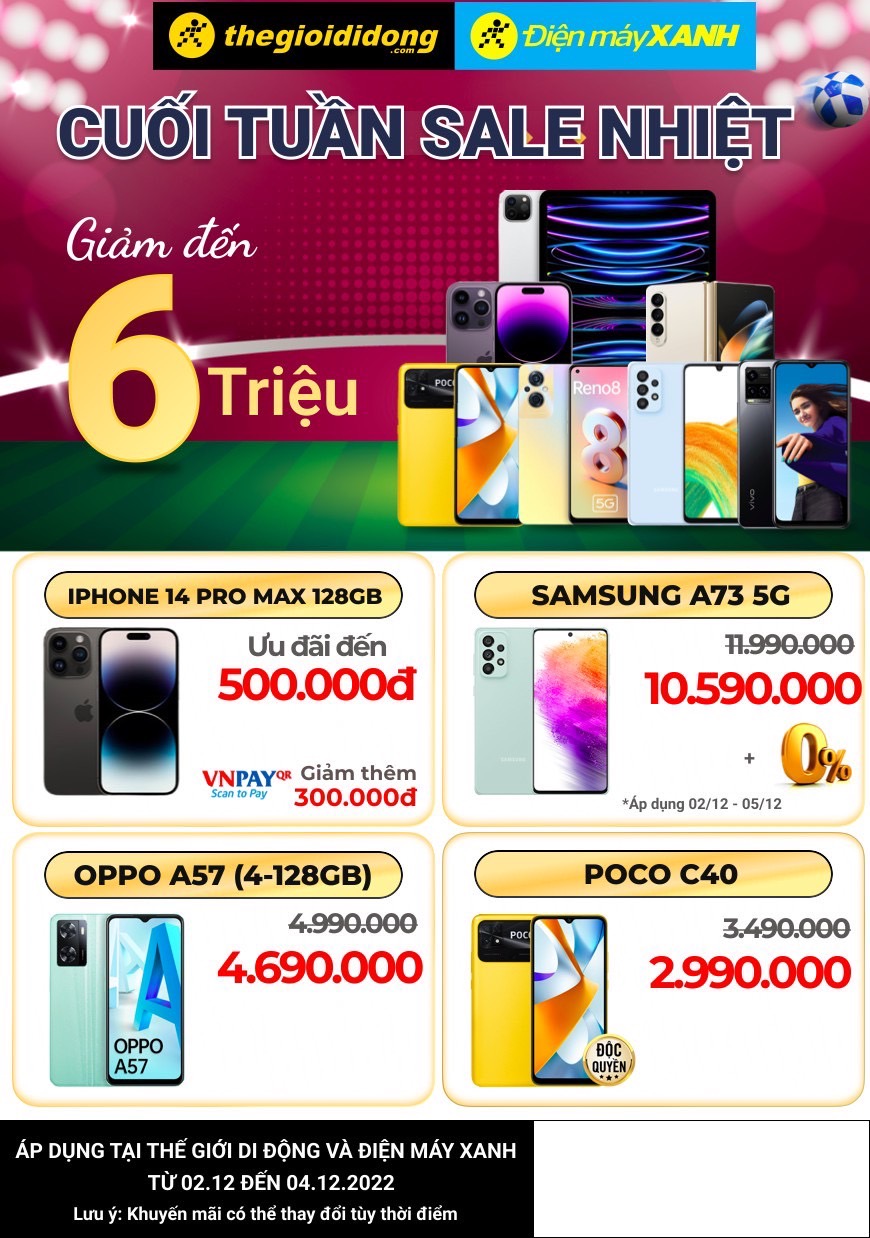 thegioididong
.com
Điện máy XANH
CUỐI TUẦN SALE NHIỆT
Giảm đến
6 Triệu
POCO
Reno8
8
5G
SAMSUNG
vivo
IPHONE 14 PRO MAX 128GB
Ưu đãi đến
500.000đ
VNPAYQR
Scan to Pay
Giảm thêm
300.000đ
SAMSUNG A73 5G
11.990.000
10.590.000
SAMSUNG
+ 0%
*Áp dụng 02/12 - 05/12
OPPO A57 (4-128GB)
4.990.000
4.690.000
A
OPPO
A57
POCO C40
3.490.000
2.990.000
POCO
ĐỘC
QUYỀN
ÁP DỤNG TẠI THẾ GIỚI DI ĐỘNG VÀ ĐIỆN MÁY XANH
TỪ 02.12 ĐẾN 04.12.2022
Lưu ý: Khuyến mãi có thể thay đổi tùy thời điểm